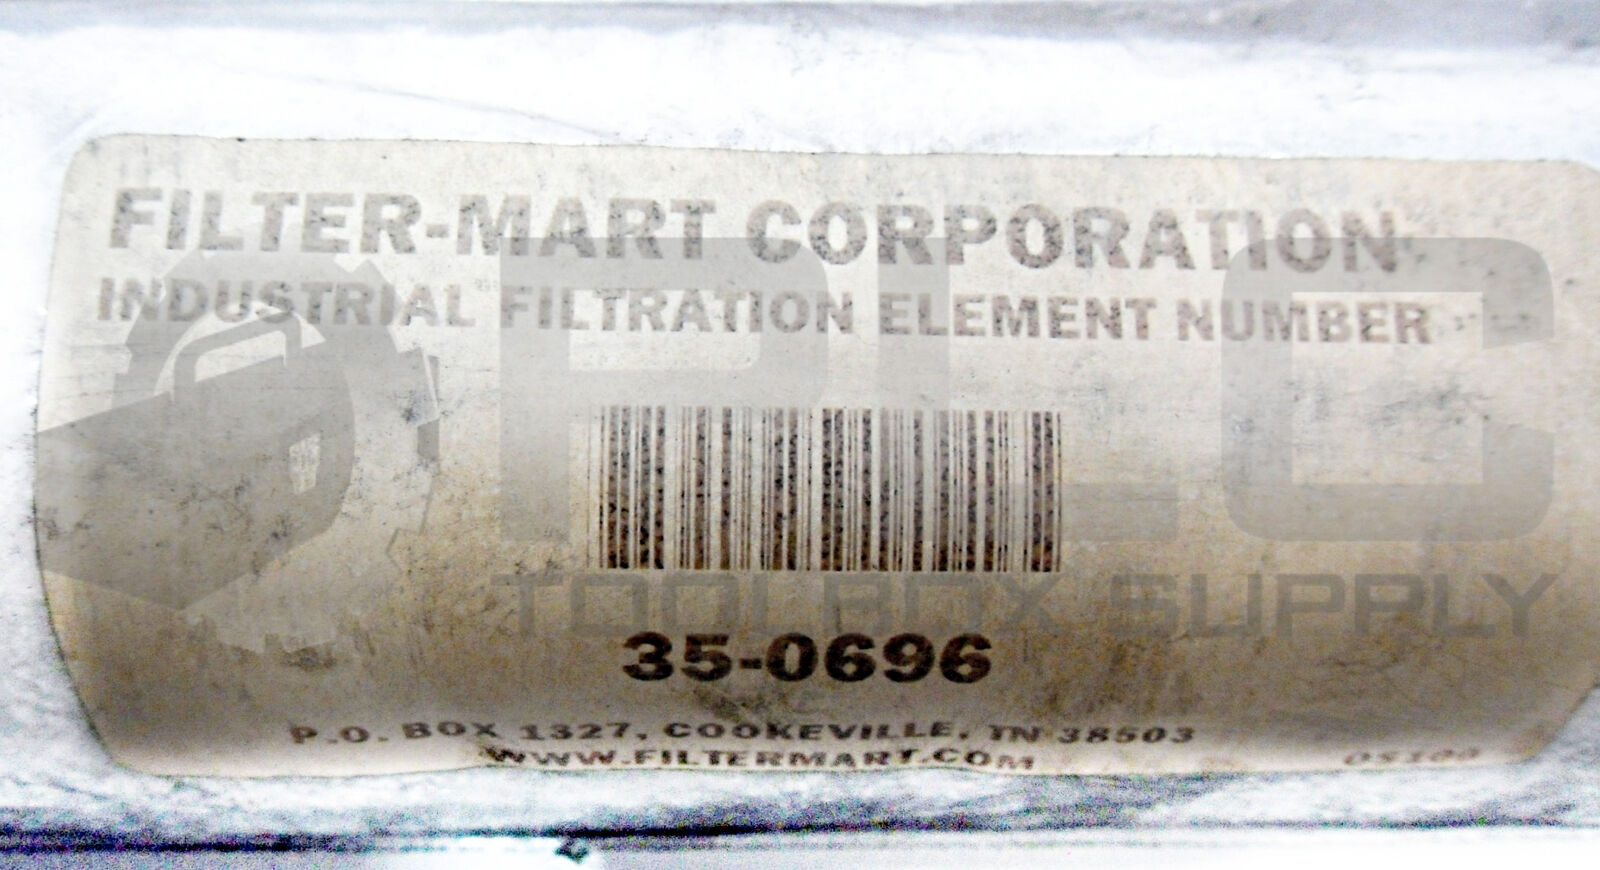 FILTER-MART CORPORATION
INDUSTRIAL FILTRATION ELEMENT NUMBER
PLC
TOOLBOX SUPPLY
35-0696
P.O. BOX 1327, COOKEVILLE, TN 38503
WWW.FILTERMART.COM